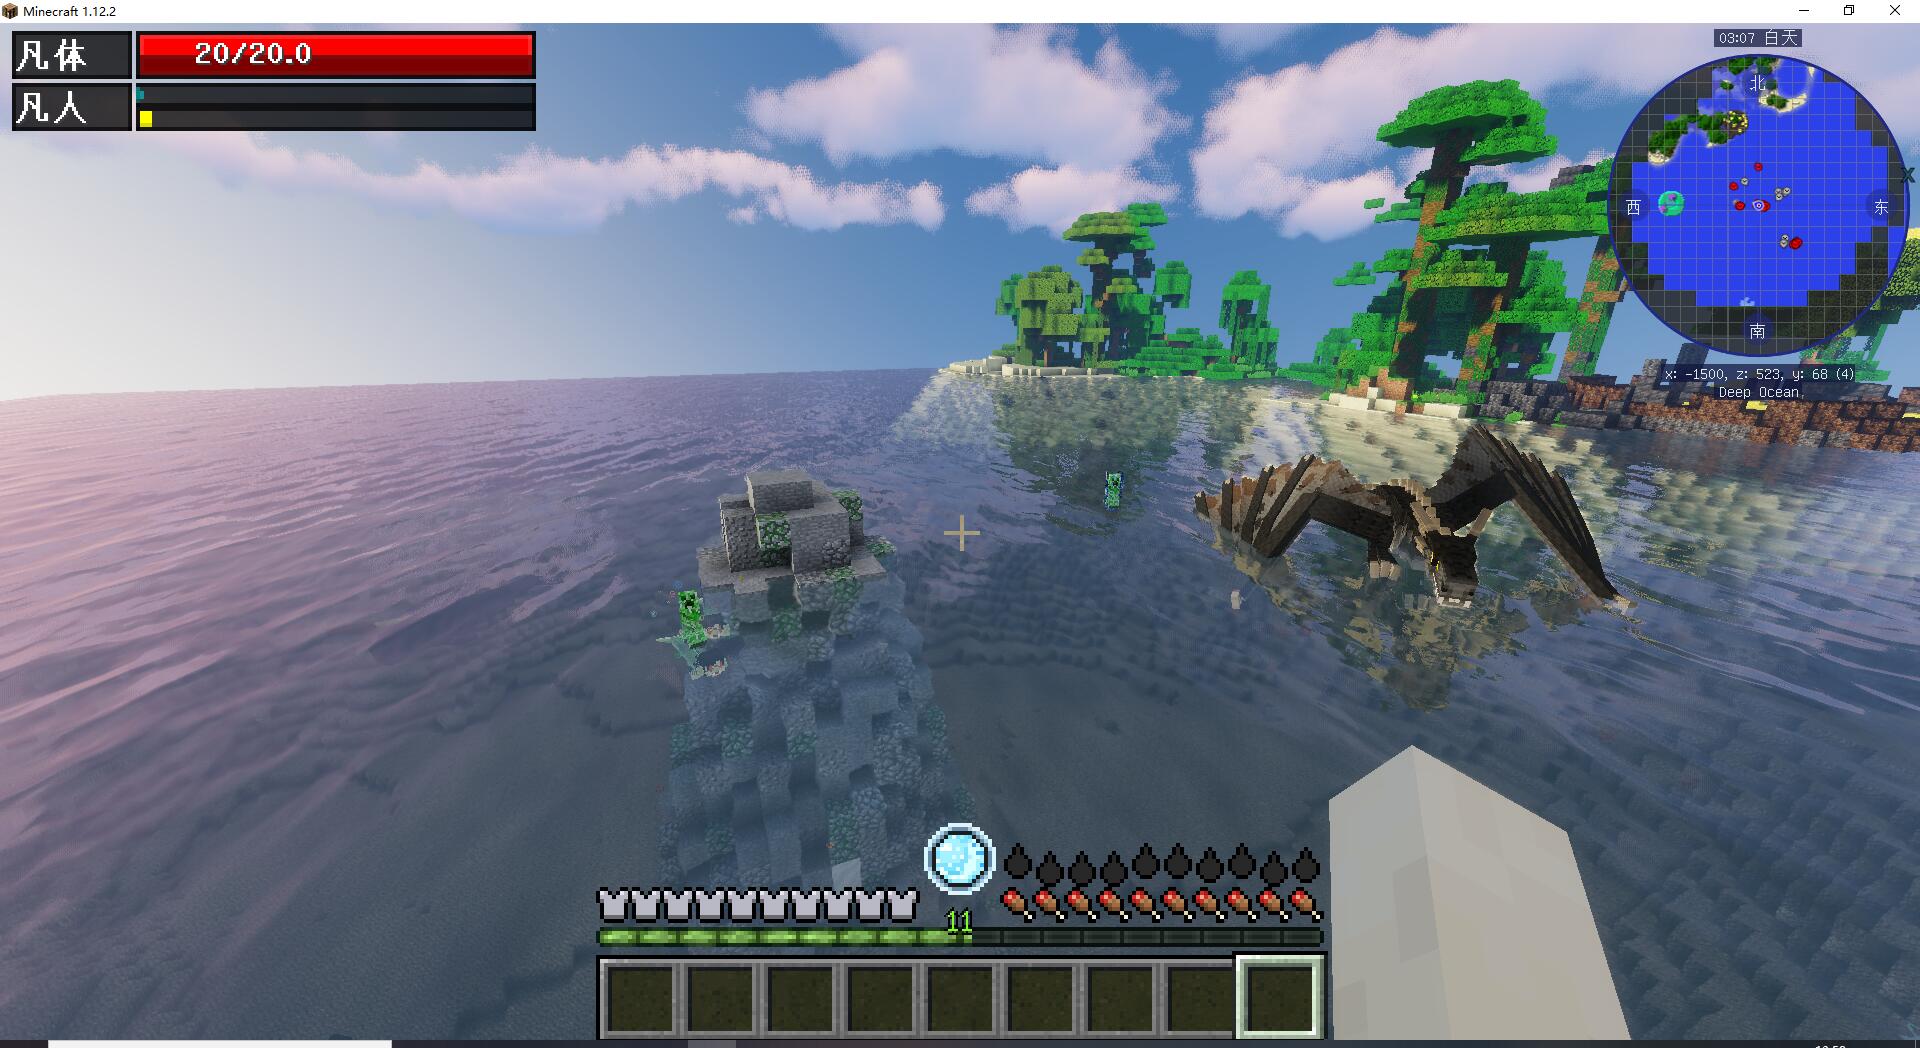 Minecraft 1.12.2
凡体
20/20.0
凡人
03:07 白天
北
西
东
南
X
x: -1500, z: 523, y: 68 (4)
Deep Ocean
11